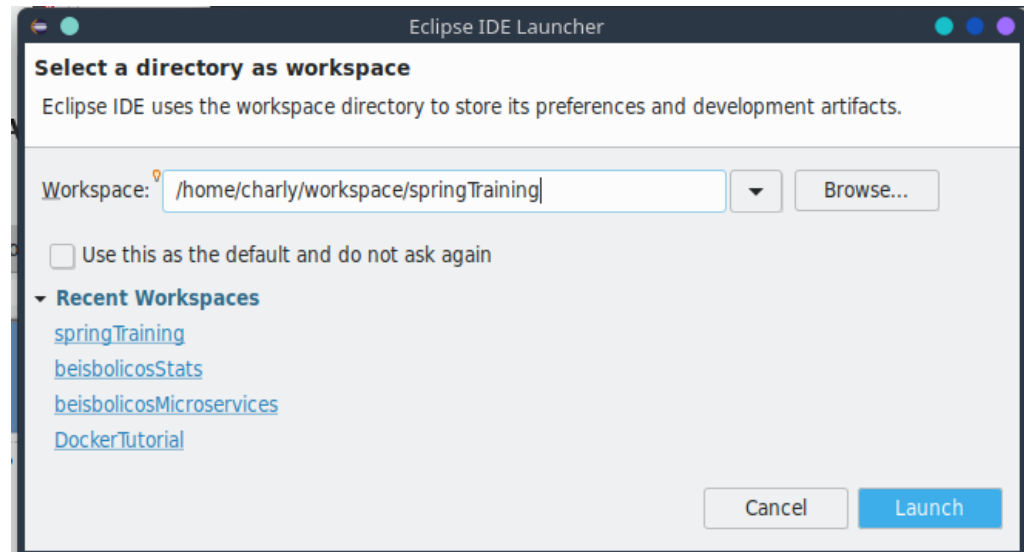 Eclipse IDE Launcher
Select a directory as workspace
Eclipse IDE uses the workspace directory to store its preferences and development artifacts.
Workspace: /home/charly/workspace/springTraining Browse...
Use this as the default and do not ask again
Recent Workspaces
springTraining
beisbolicosStats
beisbolicosMicroservices
DockerTutorial
Cancel Launch